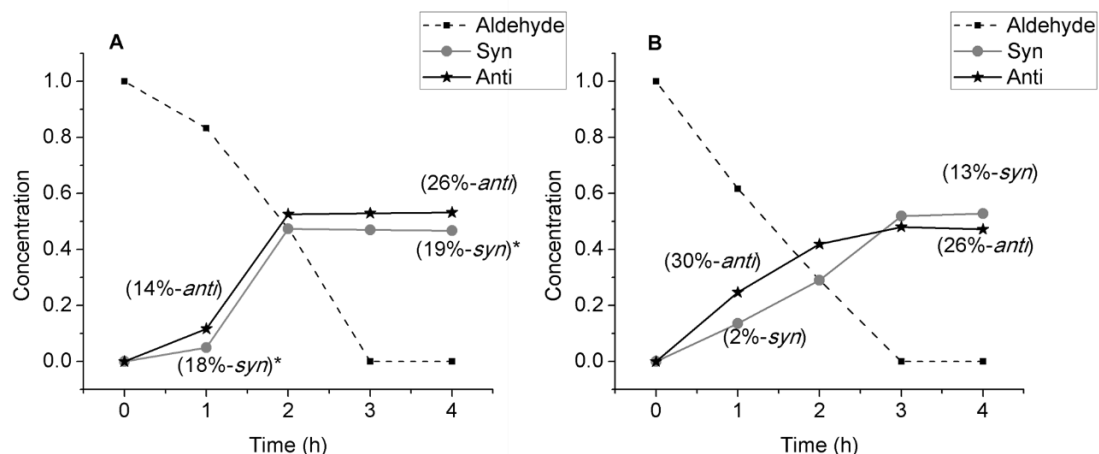 A
Aldehyde
Syn
Anti
1.0
0.8
0.6
0.4
0.2
0.0
Concentration
(14%-anti)
(18%-syn)*
(26%-anti)
(19%-syn)*
0 1 2 3 4
Time (h)
B
Aldehyde
Syn
Anti
1.0
0.8
0.6
0.4
0.2
0.0
Concentration
(30%-anti)
(2%-syn)
(13%-syn)
(26%-anti)
0 1 2 3 4
Time (h)